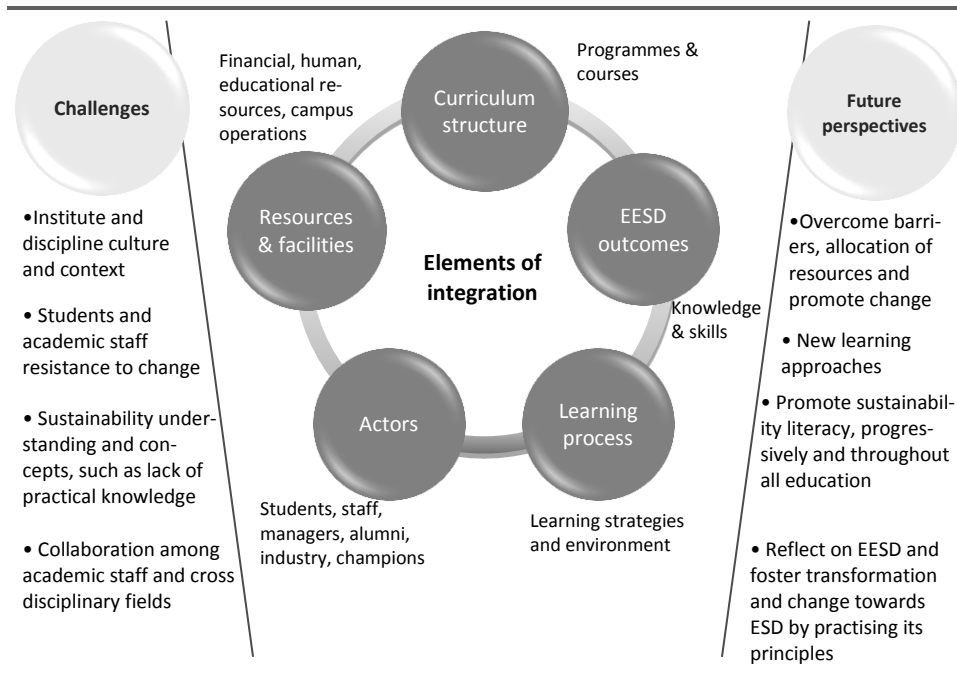 Challenges
•Institute and
discipline culture
and context
• Students and
academic staff
resistance to change
• Sustainability under-
standing and con-
cepts, such as lack of
practical knowledge
• Collaboration among
academic staff and cross
disciplinary fields
Financial, human,
educational re-
sources, campus
operations
Curriculum
structure
Programmes &
courses
Resources
& facilities
EESD
outcomes
Elements of
integration
Knowledge
& skills
Actors
Learning
process
Students, staff,
managers, alumni,
industry, champions
Learning strategies
and environment
Future
perspectives
•Overcome barri-
ers, allocation of
resources and
promote change
• New learning
approaches
• Promote sustainabil-
ity literacy, progres-
sively and throughout
all education
• Reflect on EESD and
foster transformation
and change towards
ESD by practising its
principles